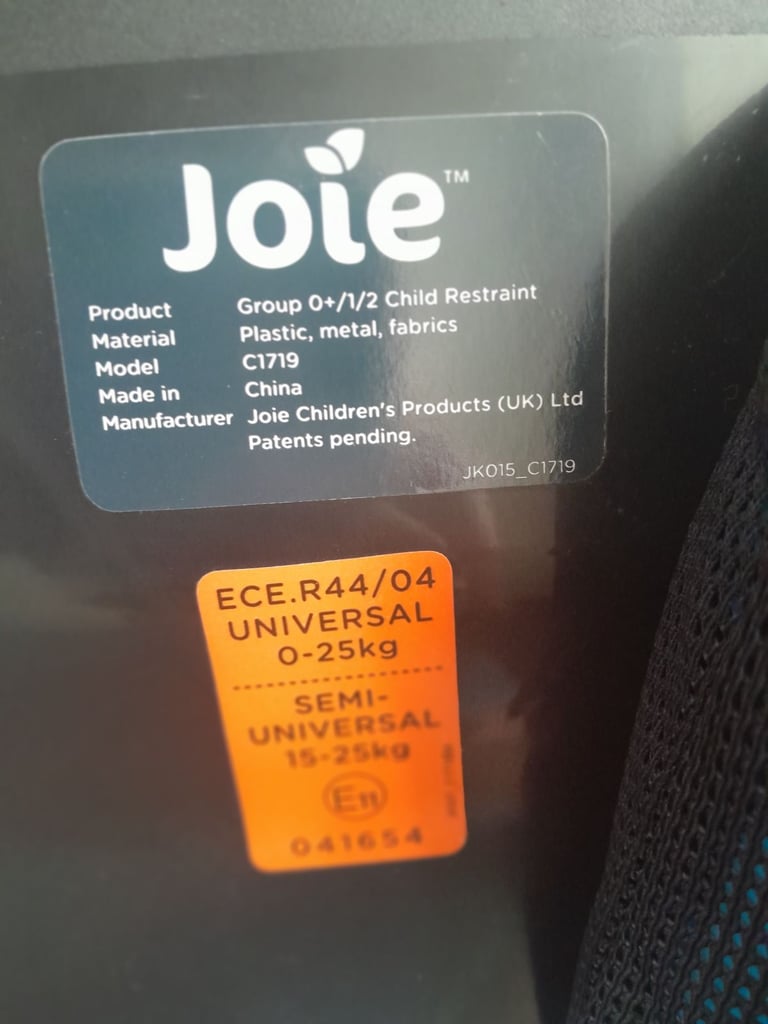 Joie™
Product Group 0+/1/2 Child Restraint
Material Plastic, metal, fabrics
Model C1719
Made in China
Manufacturer Joie Children's Products (UK) Ltd
Patents pending.
JK015_C1719
ECE.R44/04
UNIVERSAL
0-25kg
SEMI-
UNIVERSAL
15-25kg
E11
041654